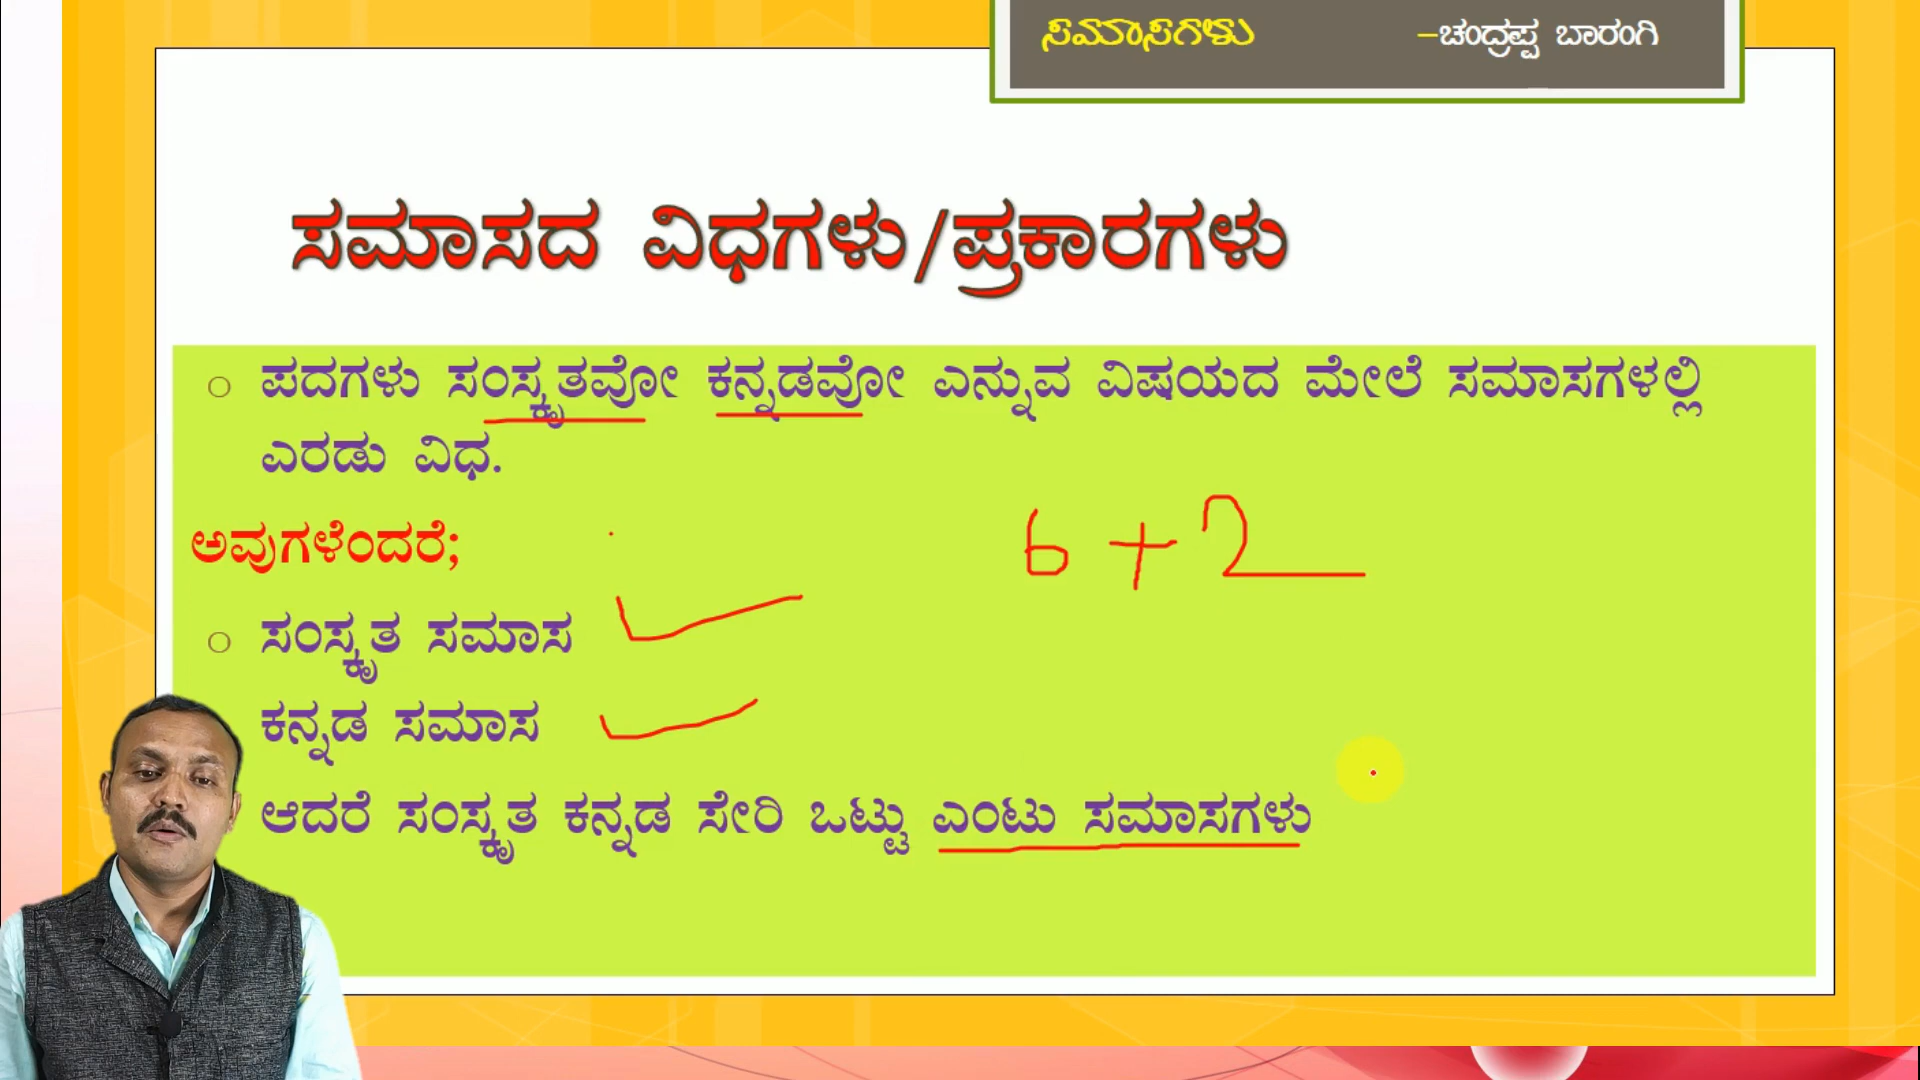 ಸಮಾಸಗಳು –ಚಂದ್ರಪ್ಪ ಬಾರಂಗಿ
ಸಮಾಸದ ವಿಧಗಳು/ಪ್ರಕಾರಗಳು
ಪದಗಳು ಸಂಸ್ಕೃತವೋ ಕನ್ನಡವೋ ಎನ್ನುವ ವಿಷಯದ ಮೇಲೆ ಸಮಾಸಗಳಲ್ಲಿ
ಎರಡು ವಿಧ.
ಅವುಗಳೆಂದರೆ;
6 + 2
ಸಂಸ್ಕೃತ ಸಮಾಸ
ಕನ್ನಡ ಸಮಾಸ
ಆದರೆ ಸಂಸ್ಕೃತ ಕನ್ನಡ ಸೇರಿ ಒಟ್ಟು ಎಂಟು ಸಮಾಸಗಳು